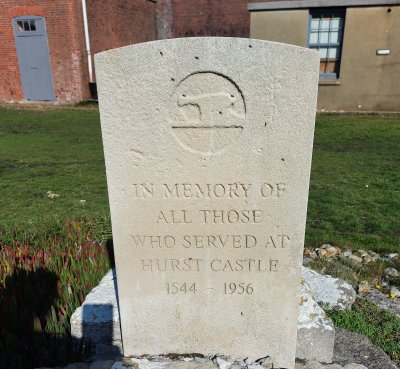 IN MEMORY OF
ALL THOSE
WHO SERVED AT
HURST CASTLE
1544 - 1956